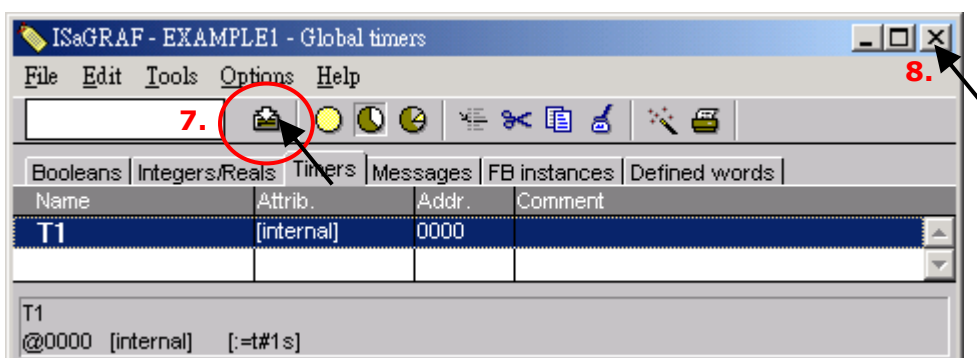 ISaGRAF - EXAMPLE1 - Global timers
File Edit Tools Options Help
8.
7.
Booleans Integers/Reals Timers Messages FB instances Defined words
Name Attrib. Addr. Comment
T1 [internal] 0000
T1
@0000 [internal] [:=t#1s]